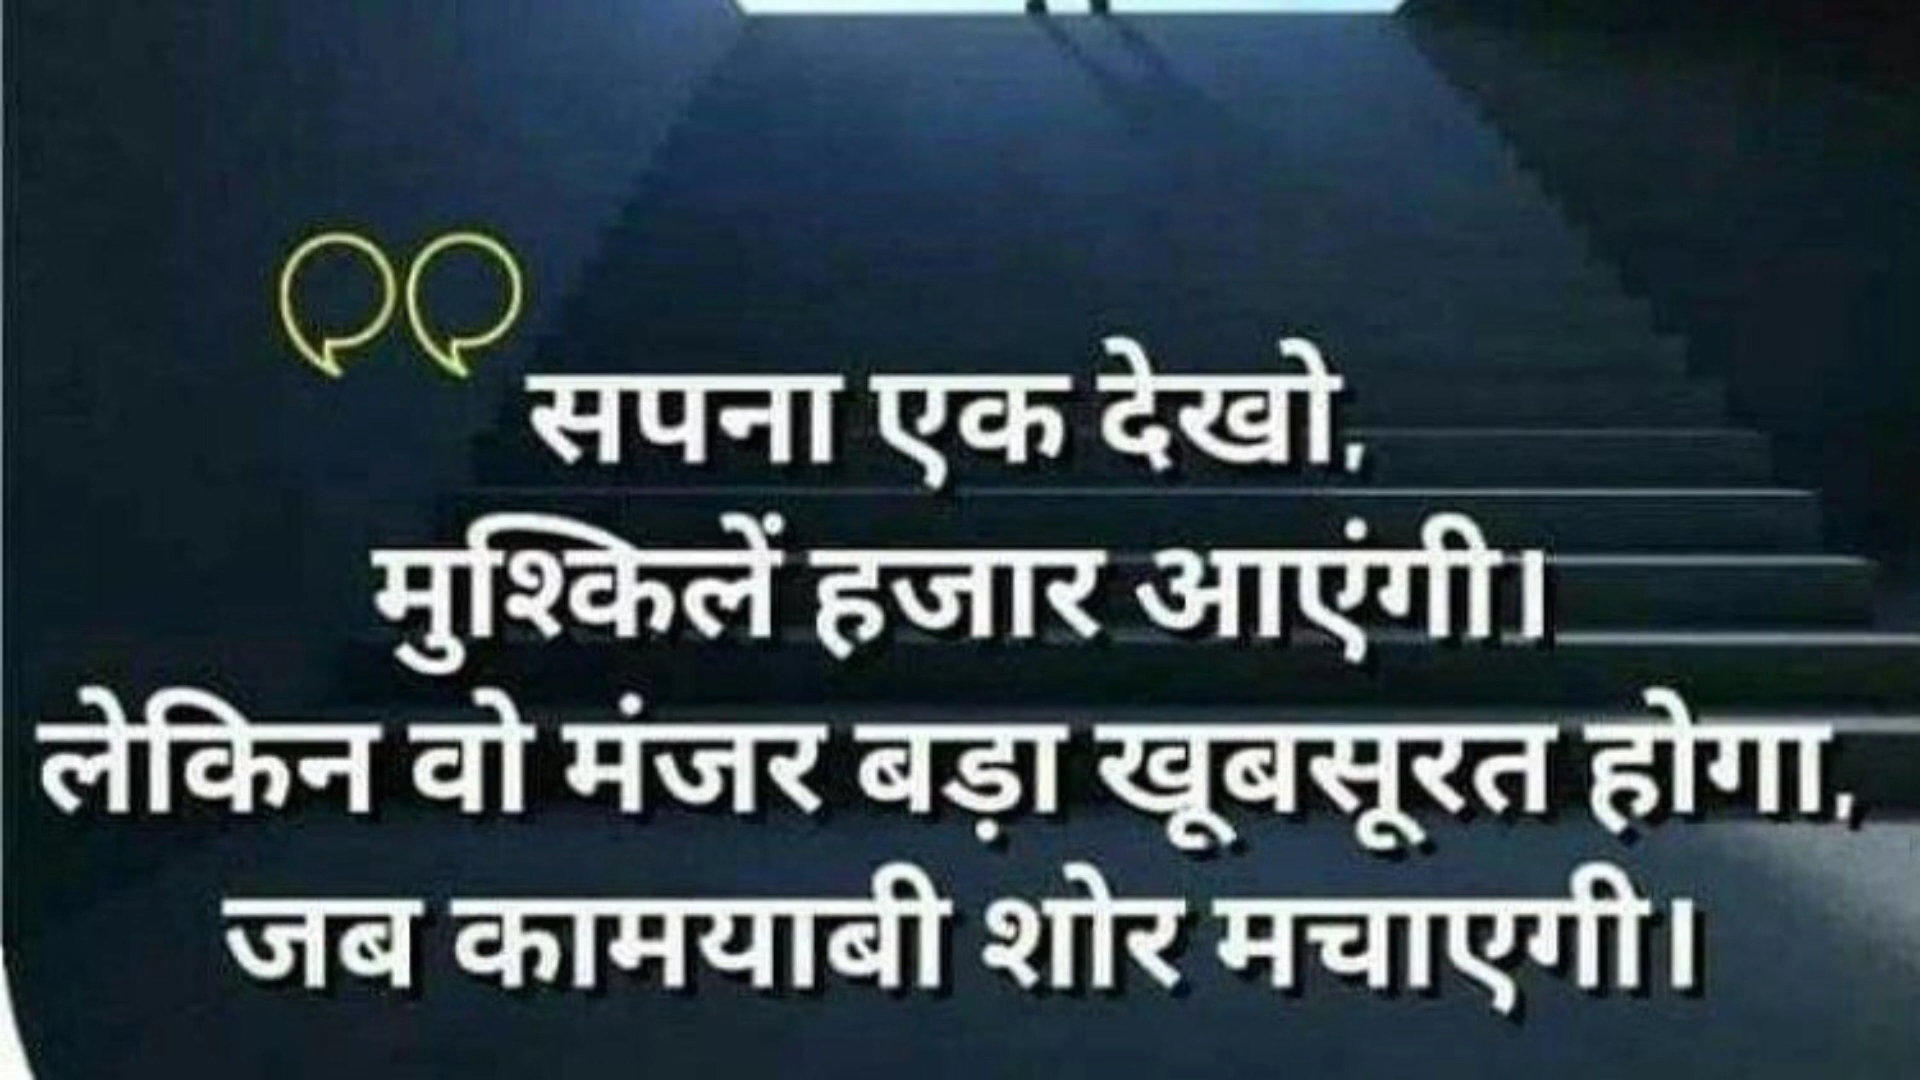 सपना एक देखो,
मुश्किलें हजार आएंगी।
लेकिन वो मंजर बड़ा खूबसूरत होगा,
जब कामयाबी शोर मचाएगी।